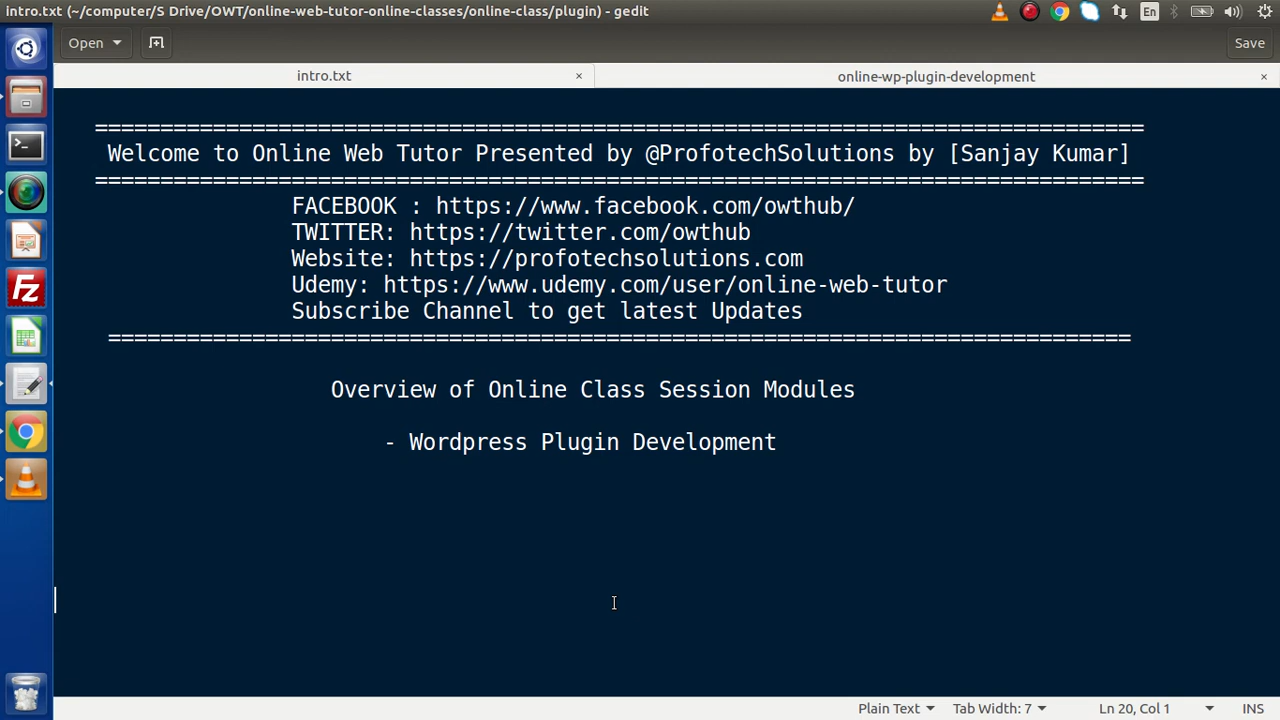 intro.txt (~/computer/S Drive/OWT/online-web-tutor-online-classes/online-class/plugin) - gedit
En
Open
Save
intro.txt ×
online-wp-plugin-development ×
================================================================================
Welcome to Online Web Tutor Presented by @ProfotechSolutions by [Sanjay Kumar]
================================================================================
FACEBOOK : https://www.facebook.com/owthub/
TWITTER: https://twitter.com/owthub
Website: https://profotechsolutions.com
Udemy: https://www.udemy.com/user/online-web-tutor
Subscribe Channel to get latest Updates
==============================================================================
Overview of Online Class Session Modules
- Wordpress Plugin Development
Fz
Plain Text
Tab Width: 7
Ln 20, Col 1
INS